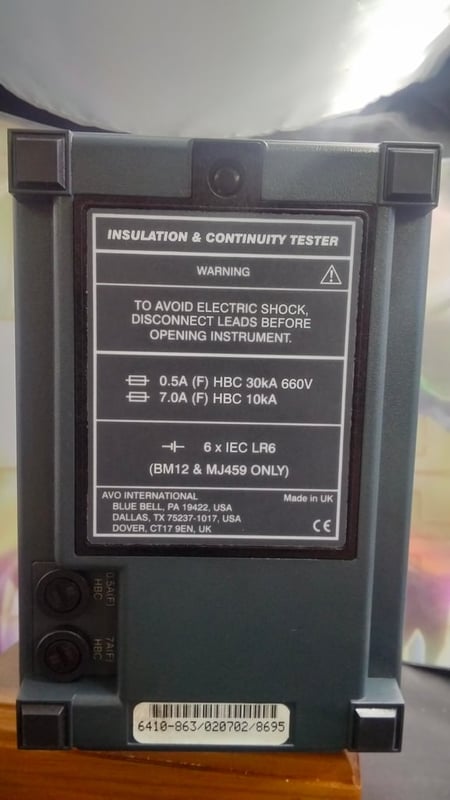 INSULATION & CONTINUITY TESTER
WARNING
TO AVOID ELECTRIC SHOCK,
DISCONNECT LEADS BEFORE
OPENING INSTRUMENT.
0.5A (F) HBC 30kA 660V
7.0A (F) HBC 10kA
6 x IEC LR6
(BM12 & MJ459 ONLY)
AVO INTERNATIONAL Made in UK
BLUE BELL, PA 19422, USA
DALLAS, TX 75237-1017, USA
DOVER, CT17 9EN, UK
CE
0.5A(F)
HBC
7A(F)
HBC
6410-863/020702/8695